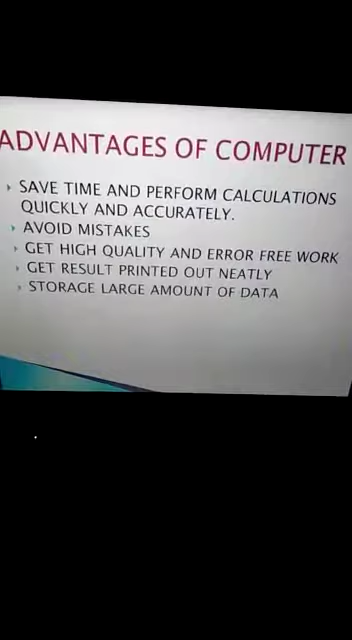 ADVANTAGES OF COMPUTER
SAVE TIME AND PERFORM CALCULATIONS
QUICKLY AND ACCURATELY.
AVOID MISTAKES
GET HIGH QUALITY AND ERROR FREE WORK
GET RESULT PRINTED OUT NEATLY
STORAGE LARGE AMOUNT OF DATA